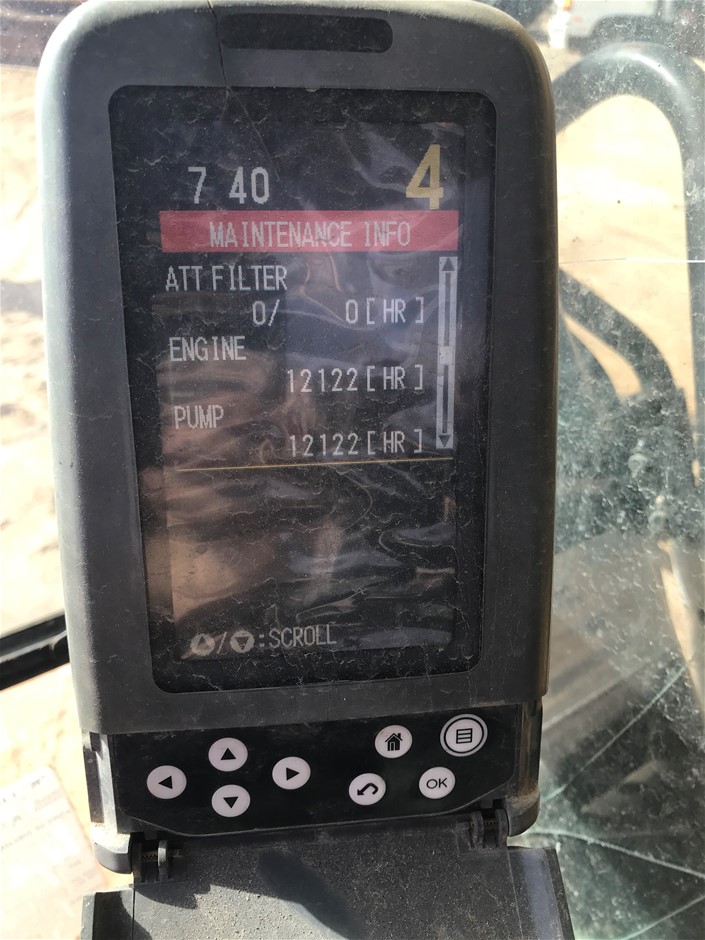 7 40 4
MAINTENANCE INFO
ATT FILTER
0/ 0[HR]
ENGINE
12122[HR]
PUMP
12122[HR]
▲/▼:SCROLL
OK